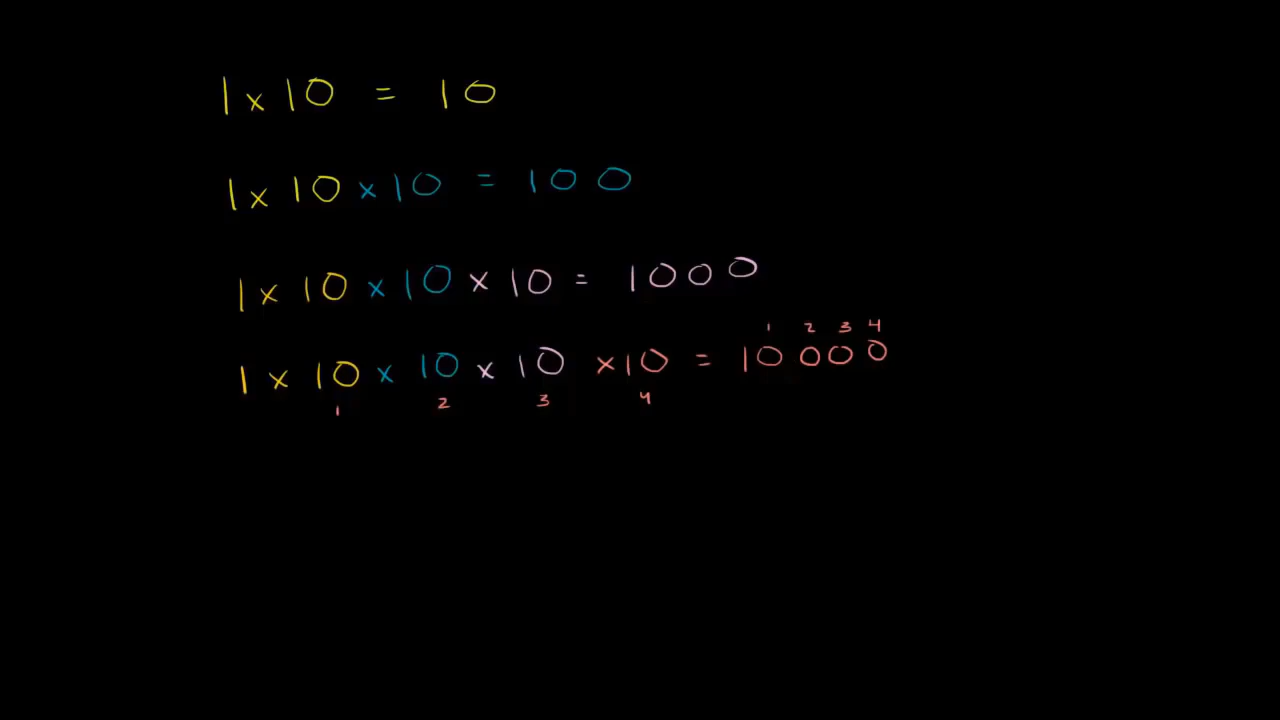 1 x 10 = 10
1 x 10 x 10 = 100
1 x 10 x 10 x 10 = 1000
1 2 3 4
1 x 10 x 10 x 10 x 10 = 10000
1 2 3 4